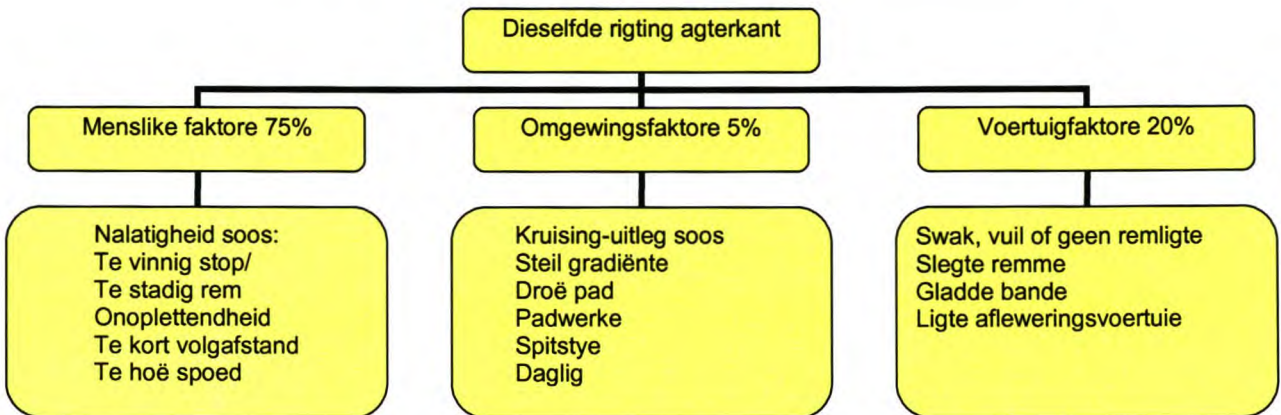 Dieselfde rigting agterkant
Menslike faktore 75%
Omgewingsfaktore 5%
Voertuigfaktore 20%
Nalatigheid soos:
Te vinnig stop/
Te stadig rem
Onoplettendheid
Te kort volgafstand
Te hoë spoed
Kruising-uitleg soos
Steil gradiënte
Droë pad
Padwerke
Spitstye
Daglig
Swak, vuil of geen remligte
Slegte remme
Gladde bande
Ligte afleweringsvoertuie